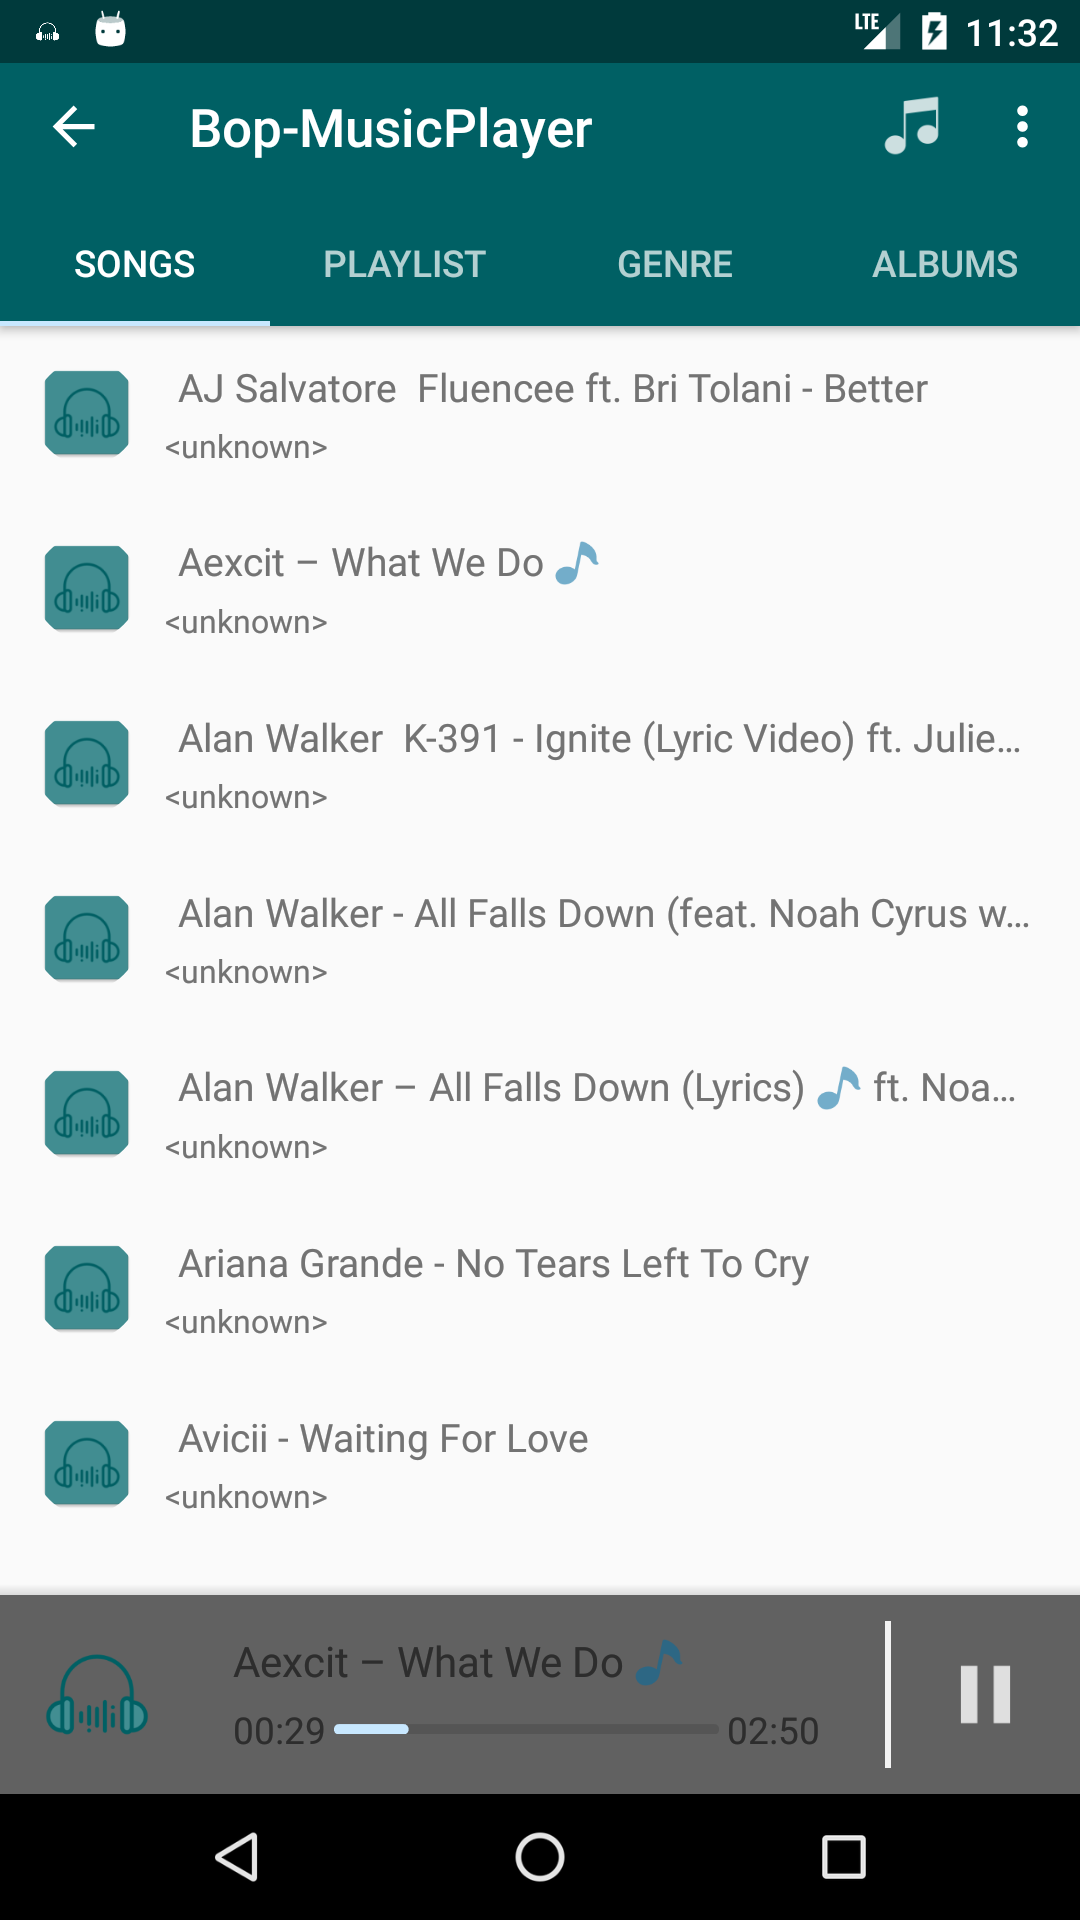 LTE 11:32
Bop-MusicPlayer
SONGS PLAYLIST GENRE ALBUMS
AJ Salvatore  Fluencee ft. Bri Tolani - Better
<unknown>
Aexcit – What We Do 🎵
<unknown>
Alan Walker  K-391 - Ignite (Lyric Video) ft. Julie…
<unknown>
Alan Walker - All Falls Down (feat. Noah Cyrus w…
<unknown>
Alan Walker – All Falls Down (Lyrics) 🎵 ft. Noa…
<unknown>
Ariana Grande - No Tears Left To Cry
<unknown>
Avicii - Waiting For Love
<unknown>
Aexcit – What We Do 🎵
00:29 02:50